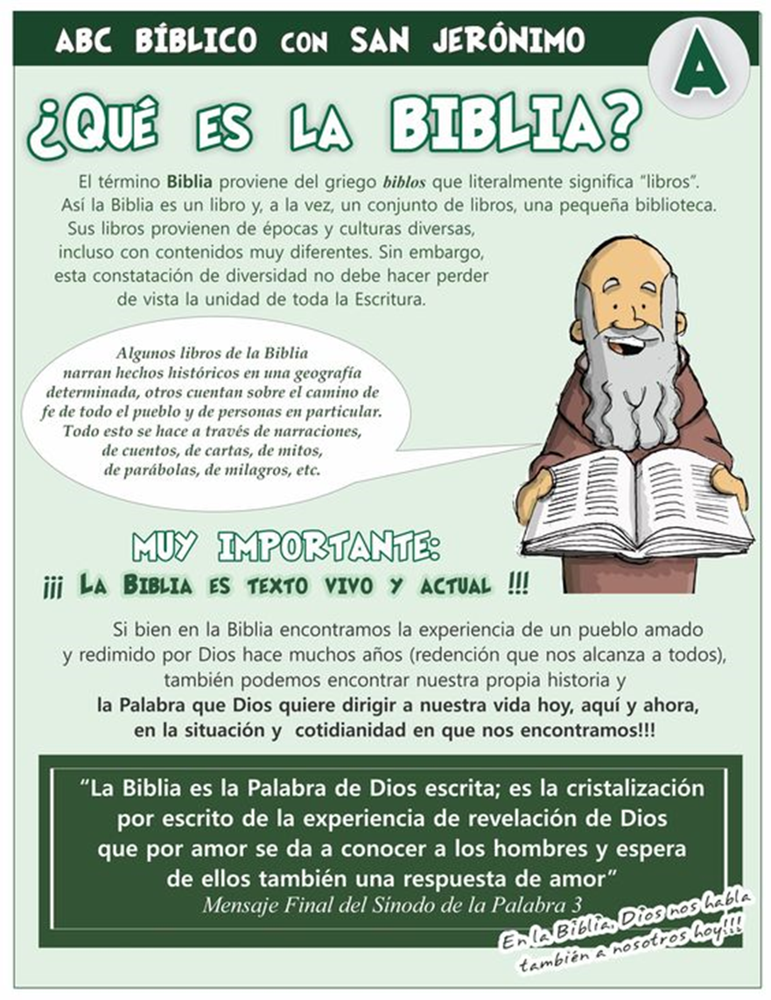 ABC BÍBLICO CON SAN JERÓNIMO
A
¿QUÉ ES LA BIBLIA?
El término Biblia proviene del griego biblos que literalmente significa “libros”.
Así la Biblia es un libro y, a la vez, un conjunto de libros, una pequeña biblioteca.
Sus libros provienen de épocas y culturas diversas,
incluso con contenidos muy diferentes. Sin embargo,
esta constatación de diversidad no debe hacer perder
de vista la unidad de toda la Escritura.
Algunos libros de la Biblia
narran hechos históricos en una geografía
determinada, otros cuentan sobre el camino de
fe de todo el pueblo y de personas en particular.
Todo esto se hace a través de narraciones,
de cuentos, de cartas, de mitos,
de parábolas, de milagros, etc.
MUY IMPORTANTE:
¡¡¡ LA BIBLIA ES TEXTO VIVO Y ACTUAL !!!
Si bien en la Biblia encontramos la experiencia de un pueblo amado
y redimido por Dios hace muchos años (redención que nos alcanza a todos),
también podemos encontrar nuestra propia historia y
la Palabra que Dios quiere dirigir a nuestra vida hoy, aquí y ahora,
en la situación y cotidianidad en que nos encontramos!!!
“La Biblia es la Palabra de Dios escrita; es la cristalización
por escrito de la experiencia de revelación de Dios
que por amor se da a conocer a los hombres y espera
de ellos también una respuesta de amor”
Mensaje Final del Sínodo de la Palabra 3
En la Biblia, Dios nos habla
también a nosotros hoy!!!